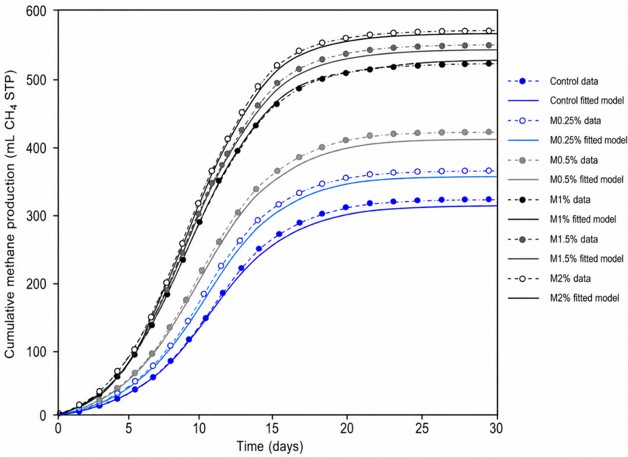 600
500
400
300
200
100
0
Cumulative methane production (mL CH4 STP)
0
5
10
15
20
25
30
Time (days)
Control data
Control fitted model
M0.25% data
M0.25% fitted model
M0.5% data
M0.5% fitted model
M1% data
M1% fitted model
M1.5% data
M1.5% fitted model
M2% data
M2% fitted model